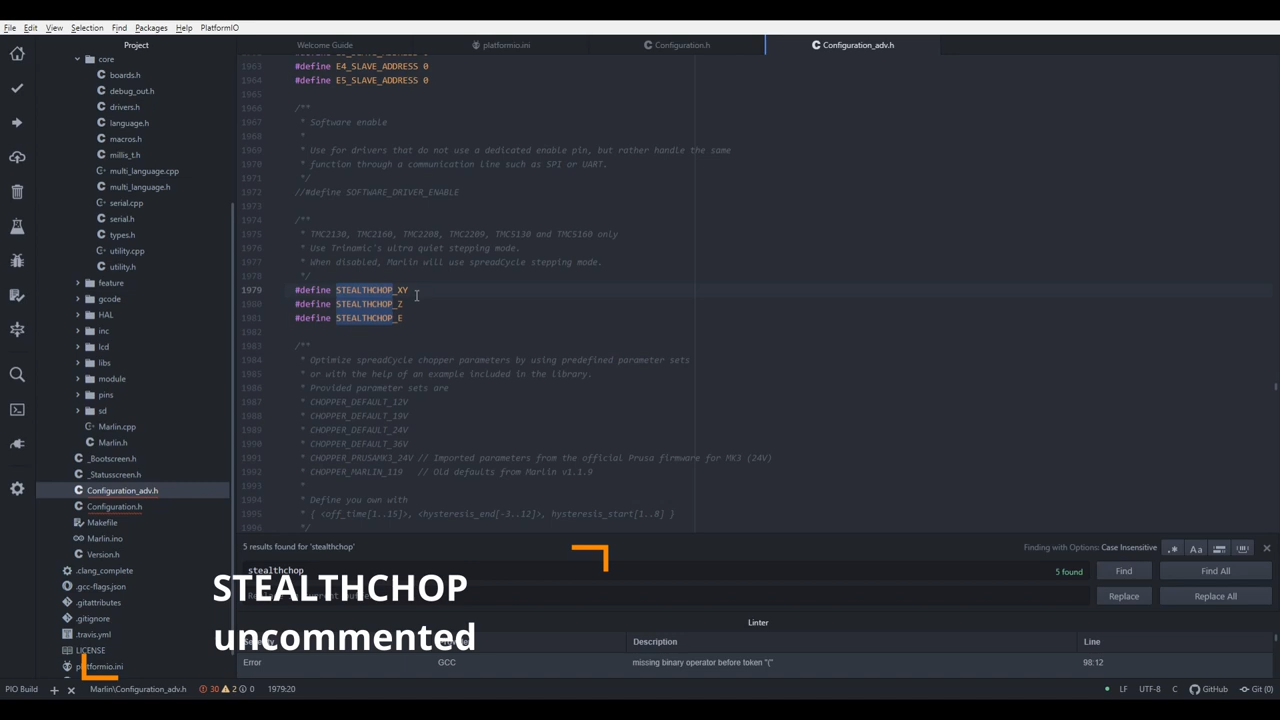 File Edit View Selection Find Packages Help PlatformIO
Project
Welcome Guide
platformio.ini
Configuration.h
Configuration_adv.h
core
boards.h
debug_out.h
drivers.h
language.h
macros.h
millis_t.h
multi_language.cpp
multi_language.h
serial.cpp
serial.h
types.h
utility.cpp
utility.h
feature
gcode
HAL
inc
lcd
libs
module
pins
sd
Marlin.cpp
Marlin.h
_Bootscreen.h
_Statusscreen.h
Configuration_adv.h
Configuration.h
Makefile
Marlin.ino
Version.h
.clang_complete
.gcc-flags.json
.gitattributes
.gitignore
.travis.yml
LICENSE
platformio.ini
1963 #define E4_SLAVE_ADDRESS 0
1964 #define E5_SLAVE_ADDRESS 0
1965
1966 /**
1967 * Software enable
1968 *
1969 * Use for drivers that do not use a dedicated enable pin, but rather handle the same
1970 * function through a communication line such as SPI or UART.
1971 */
1972 //#define SOFTWARE_DRIVER_ENABLE
1973
1974 /**
1975 * TMC2130, TMC2160, TMC2208, TMC2209, TMC5130 and TMC5160 only
1976 * Use Trinamic's ultra quiet stepping mode.
1977 * When disabled, Marlin will use spreadCycle stepping mode.
1978 */
1979 #define STEALTHCHOP_XY
1980 #define STEALTHCHOP_Z
1981 #define STEALTHCHOP_E
1982
1983 /**
1984 * Optimize spreadCycle chopper parameters by using predefined parameter sets
1985 * or with the help of an example included in the library.
1986 * Provided parameter sets are
1987 * CHOPPER_DEFAULT_12V
1988 * CHOPPER_DEFAULT_19V
1989 * CHOPPER_DEFAULT_24V
1990 * CHOPPER_DEFAULT_36V
1991 * CHOPPER_PRUSAMK3_24V // Imported parameters from the official Prusa firmware for MK3 (24V)
1992 * CHOPPER_MARLIN_119 // Old defaults from Marlin v1.1.9
1993 *
1994 * Define you own with
1995 * { <off_time[1..15]>, <hysteresis_end[-3..12]>, hysteresis_start[1..8] }
1996 */
5 results found for 'stealthchop'
Finding with Options: Case Insensitive
.* Aa
stealthchop
5 found
Find
Find All
Replace
Replace All
STEALTHCHOP
uncommented
Linter
Description
Line
Error
GCC
missing binary operator before token "("
98:12
PIO Build + × Marlin\Configuration_adv.h 30 2 0 1979:20
LF UTF-8 C GitHub Git (0)